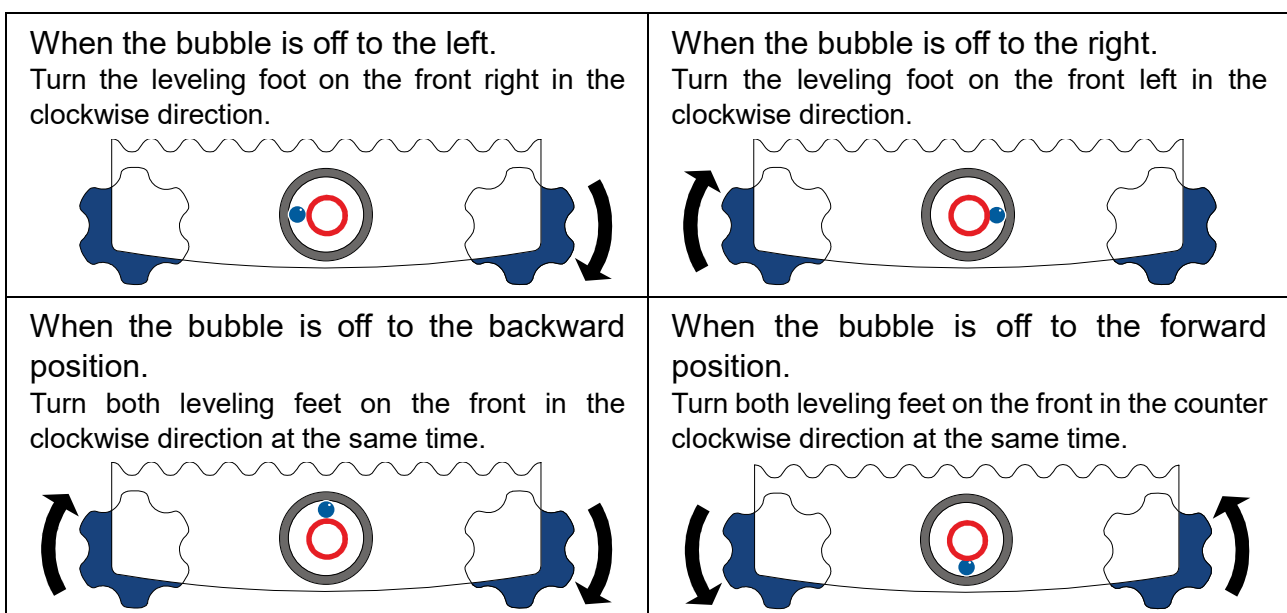 When the bubble is off to the left.
Turn the leveling foot on the front right in the
clockwise direction.
When the bubble is off to the right.
Turn the leveling foot on the front left in the
clockwise direction.
When the bubble is off to the backward
position.
Turn both leveling feet on the front in the
clockwise direction at the same time.
When the bubble is off to the forward
position.
Turn both leveling feet on the front in the counter
clockwise direction at the same time.